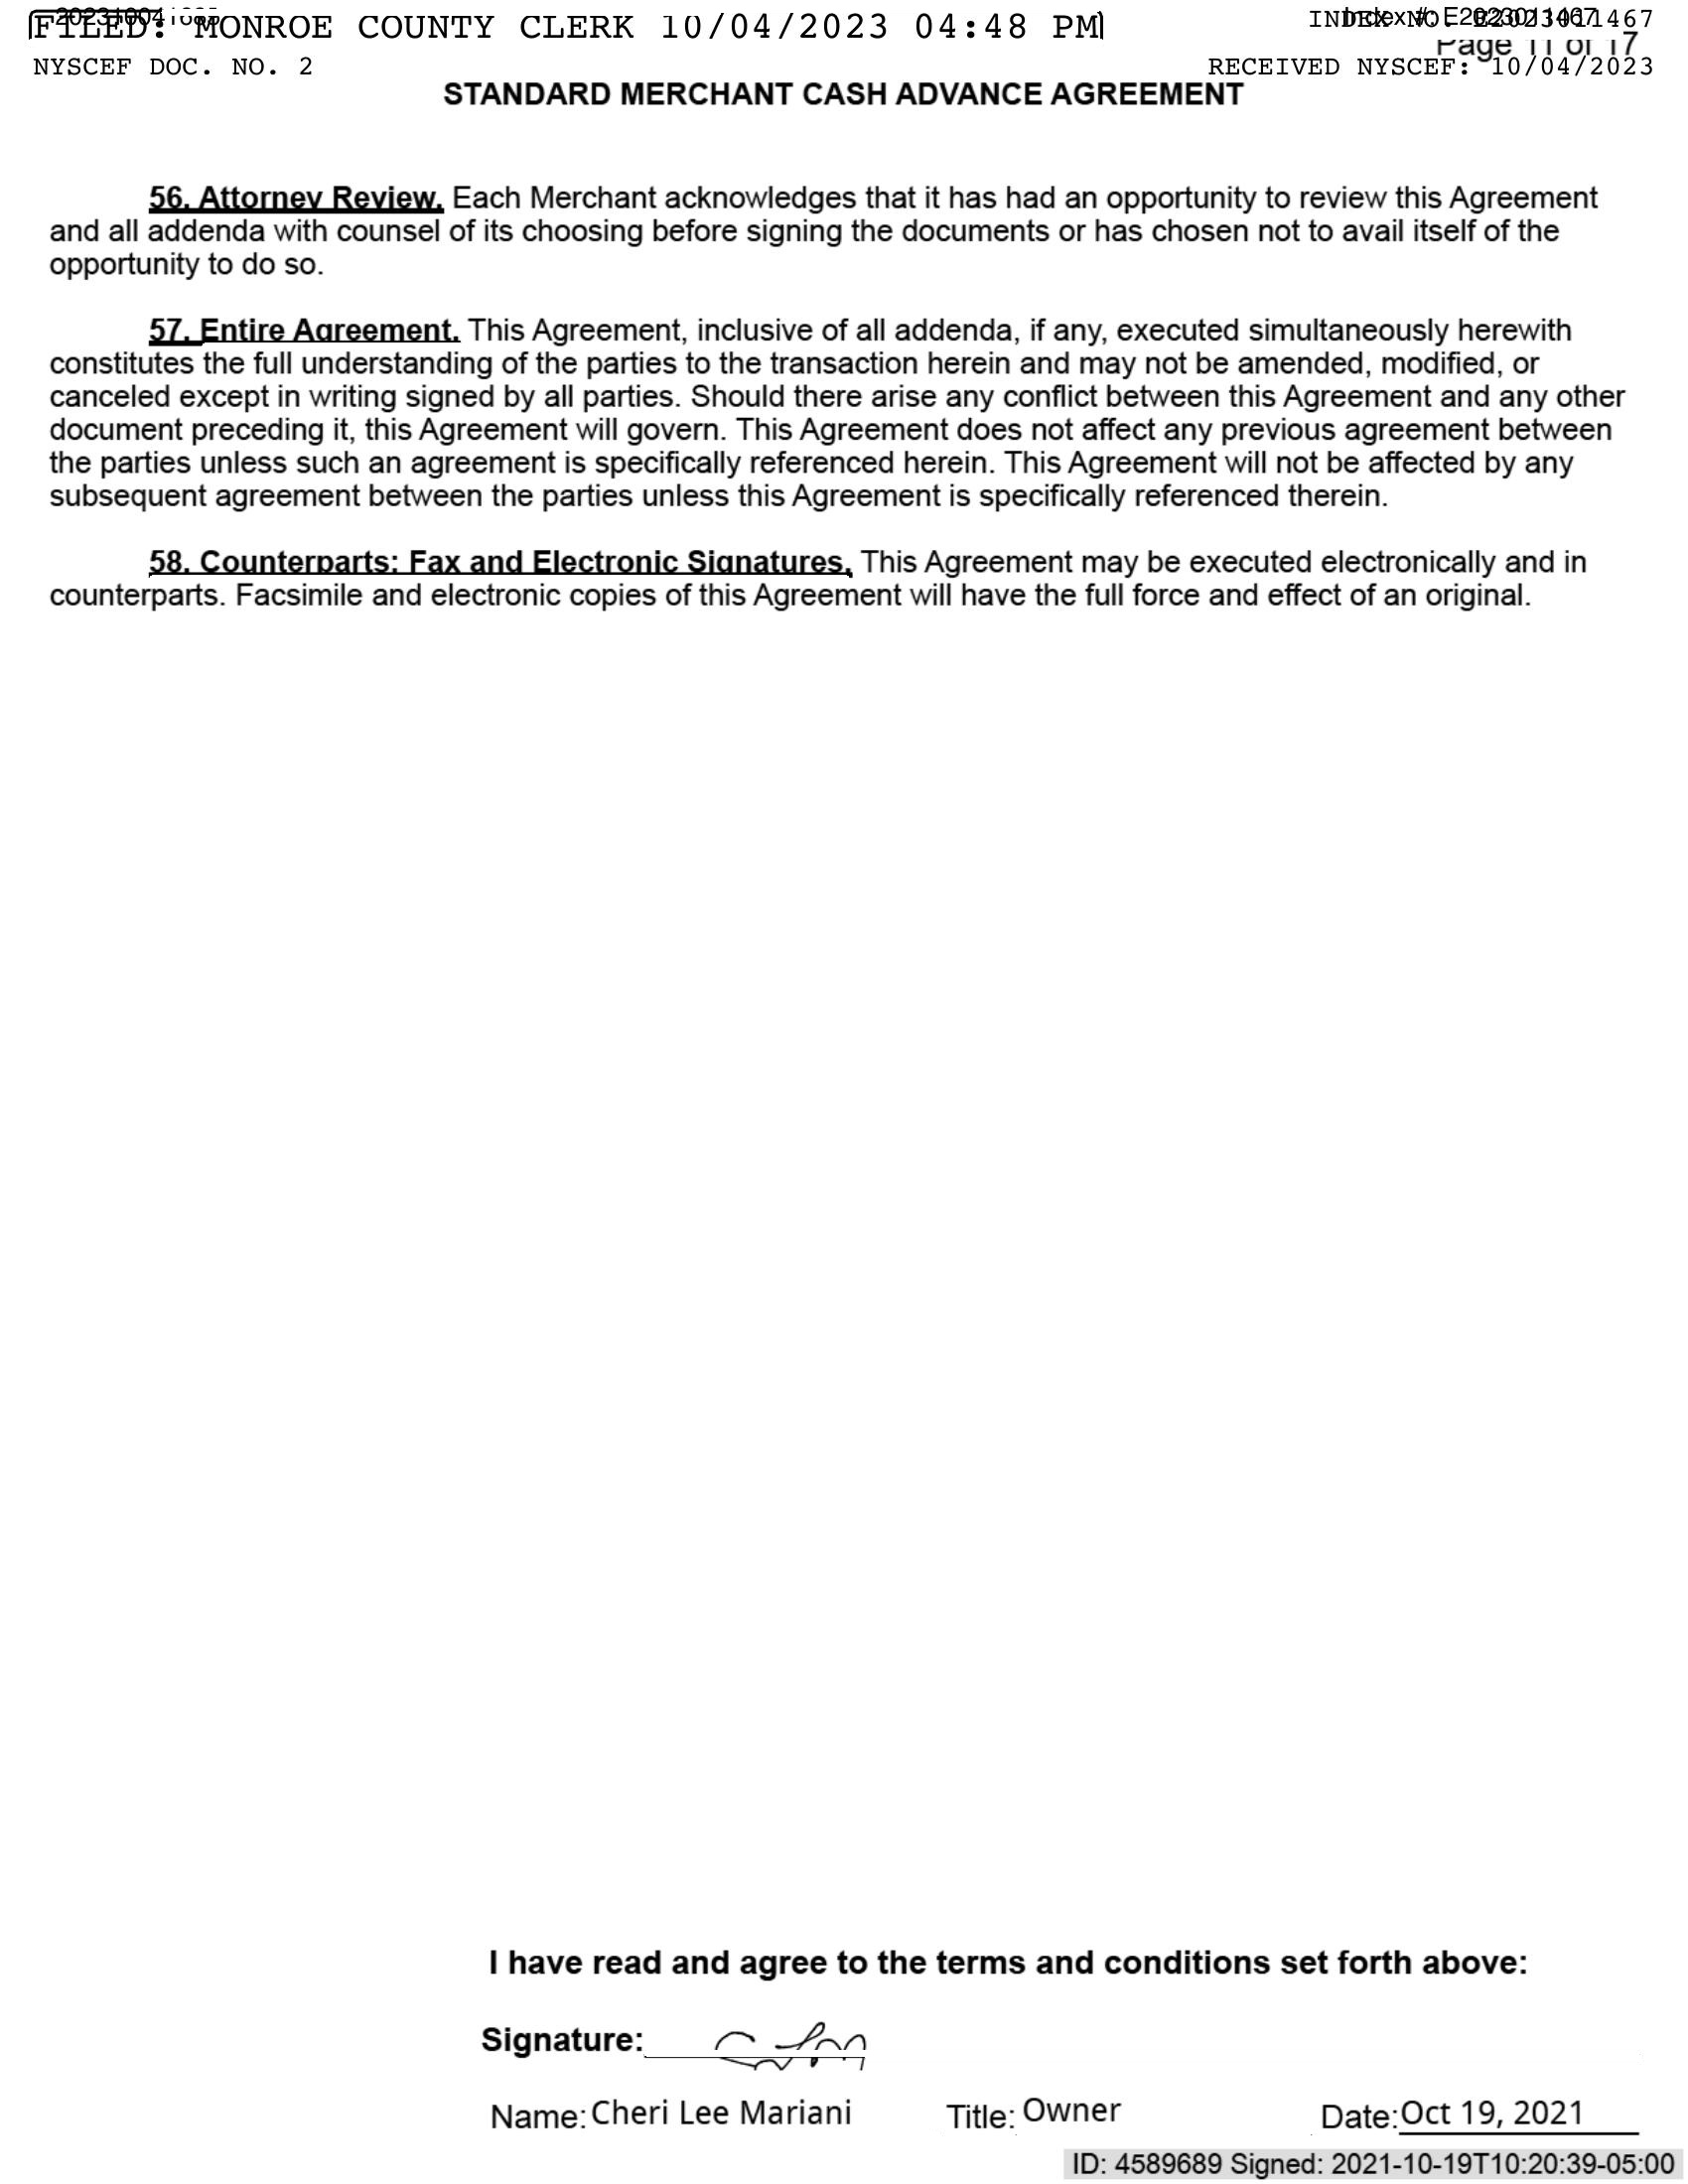 FILED: MONROE COUNTY CLERK 10/04/2023 04:48 PM
INDEX NO. E2023011467
Index #: E2023011467
Page 11 of 17
NYSCEF DOC. NO. 2
RECEIVED NYSCEF: 10/04/2023
STANDARD MERCHANT CASH ADVANCE AGREEMENT
56. Attorney Review. Each Merchant acknowledges that it has had an opportunity to review this Agreement
and all addenda with counsel of its choosing before signing the documents or has chosen not to avail itself of the
opportunity to do so.
57. Entire Agreement. This Agreement, inclusive of all addenda, if any, executed simultaneously herewith
constitutes the full understanding of the parties to the transaction herein and may not be amended, modified, or
canceled except in writing signed by all parties. Should there arise any conflict between this Agreement and any other
document preceding it, this Agreement will govern. This Agreement does not affect any previous agreement between
the parties unless such an agreement is specifically referenced herein. This Agreement will not be affected by any
subsequent agreement between the parties unless this Agreement is specifically referenced therein.
58. Counterparts; Fax and Electronic Signatures. This Agreement may be executed electronically and in
counterparts. Facsimile and electronic copies of this Agreement will have the full force and effect of an original.
I have read and agree to the terms and conditions set forth above:
Signature:
Name: Cheri Lee Mariani Title: Owner Date: Oct 19, 2021
ID: 4589689 Signed: 2021-10-19T10:20:39-05:00